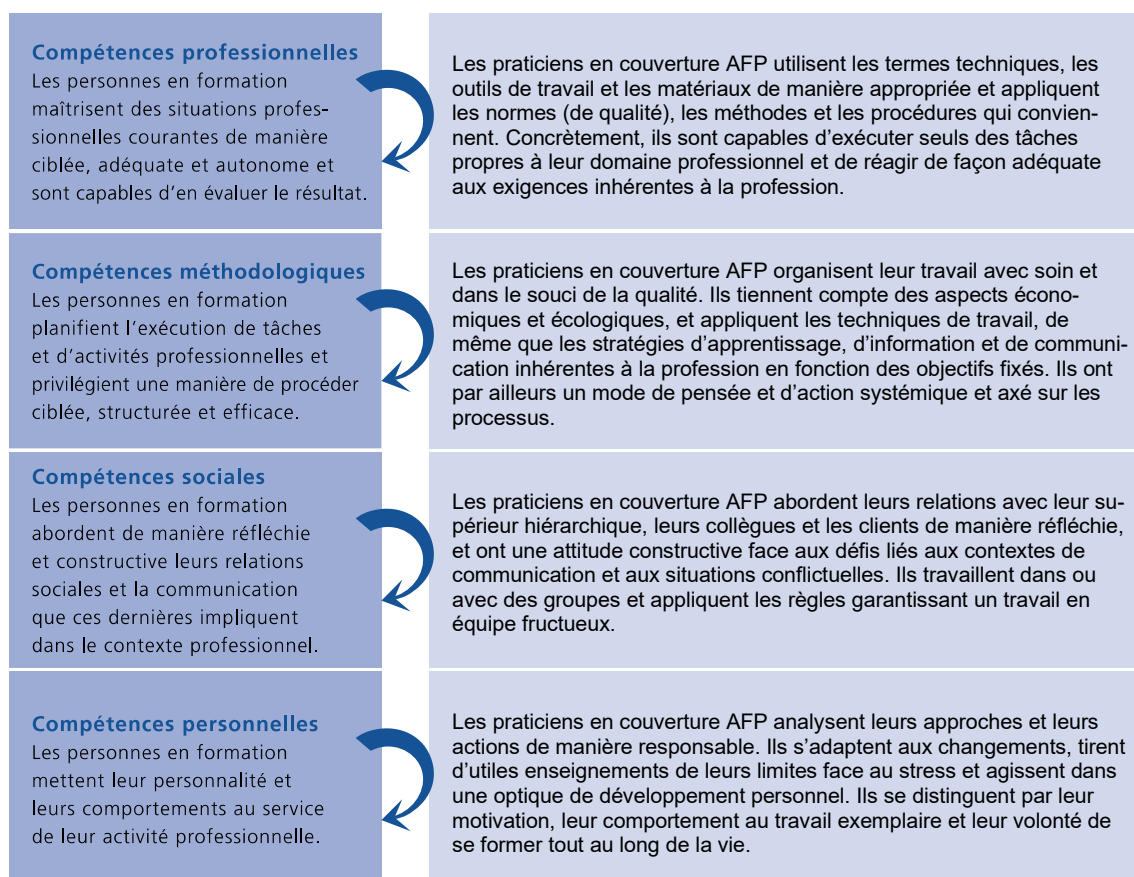 Compétences professionnelles
Les personnes en formation
maîtrisent des situations profes-
sionnelles courantes de manière
ciblée, adéquate et autonome et
sont capables d'en évaluer le résultat.
Les praticiens en couverture AFP utilisent les termes techniques, les
outils de travail et les matériaux de manière appropriée et appliquent
les normes (de qualité), les méthodes et les procédures qui convien-
nent. Concrètement, ils sont capables d'exécuter seuls des tâches
propres à leur domaine professionnel et de réagir de façon adéquate
aux exigences inhérentes à la profession.
Compétences méthodologiques
Les personnes en formation
planifient l'exécution de tâches
et d'activités professionnelles et
privilégient une manière de procéder
ciblée, structurée et efficace.
Les praticiens en couverture AFP organisent leur travail avec soin et
dans le souci de la qualité. Ils tiennent compte des aspects écono-
miques et écologiques, et appliquent les techniques de travail, de
même que les stratégies d'apprentissage, d'information et de communi-
cation inhérentes à la profession en fonction des objectifs fixés. Ils ont
par ailleurs un mode de pensée et d'action systémique et axé sur les
processus.
Compétences sociales
Les personnes en formation
abordent de manière réfléchie
et constructive leurs relations
sociales et la communication
que ces dernières impliquent
dans le contexte professionnel.
Les praticiens en couverture AFP abordent leurs relations avec leur su-
périeur hiérarchique, leurs collègues et les clients de manière réfléchie,
et ont une attitude constructive face aux défis liés aux contextes de
communication et aux situations conflictuelles. Ils travaillent dans ou
avec des groupes et appliquent les règles garantissant un travail en
équipe fructueux.
Compétences personnelles
Les personnes en formation
mettent leur personnalité et
leurs comportements au service
de leur activité professionnelle.
Les praticiens en couverture AFP analysent leurs approches et leurs
actions de manière responsable. Ils s'adaptent aux changements, tirent
d'utiles enseignements de leurs limites face au stress et agissent dans
une optique de développement personnel. Ils se distinguent par leur
motivation, leur comportement au travail exemplaire et leur volonté de
se former tout au long de la vie.